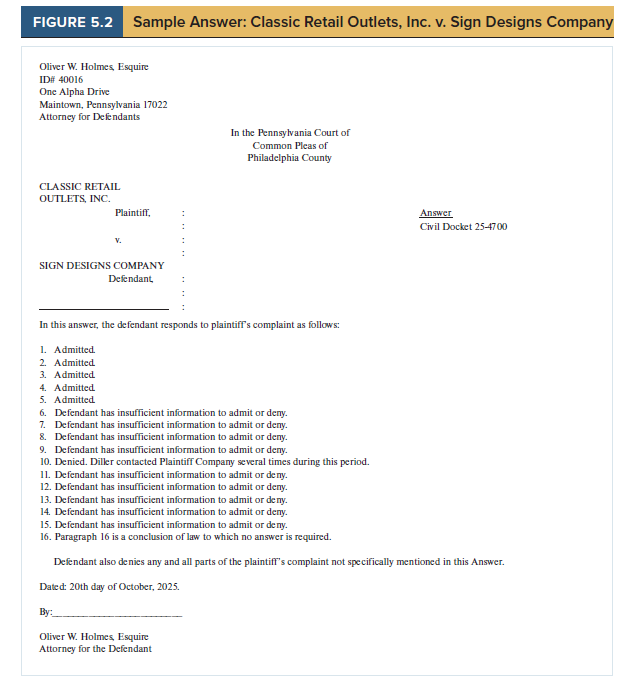 FIGURE 5.2 Sample Answer: Classic Retail Outlets, Inc. v. Sign Designs Company
Oliver W. Holmes, Esquire
ID# 40016
One Alpha Drive
Maintown, Pennsylvania 17022
Attorney for Defendants
In the Pennsylvania Court of
Common Pleas of
Philadelphia County
CLASSIC RETAIL
OUTLETS, INC.
Plaintiff, : Answer
: Civil Docket 25-4700
v. :
:
SIGN DESIGNS COMPANY
Defendant, :
:
:
In this answer, the defendant responds to plaintiff's complaint as follows:
1. Admitted.
2. Admitted.
3. Admitted.
4. Admitted.
5. Admitted.
6. Defendant has insufficient information to admit or deny.
7. Defendant has insufficient information to admit or deny.
8. Defendant has insufficient information to admit or deny.
9. Defendant has insufficient information to admit or deny.
10. Denied. Diller contacted Plaintiff Company several times during this period.
11. Defendant has insufficient information to admit or deny.
12. Defendant has insufficient information to admit or deny.
13. Defendant has insufficient information to admit or deny.
14. Defendant has insufficient information to admit or deny.
15. Defendant has insufficient information to admit or deny.
16. Paragraph 16 is a conclusion of law to which no answer is required.
Defendant also denies any and all parts of the plaintiff's complaint not specifically mentioned in this Answer.
Dated: 20th day of October, 2025.
By:
Oliver W. Holmes, Esquire
Attorney for the Defendant